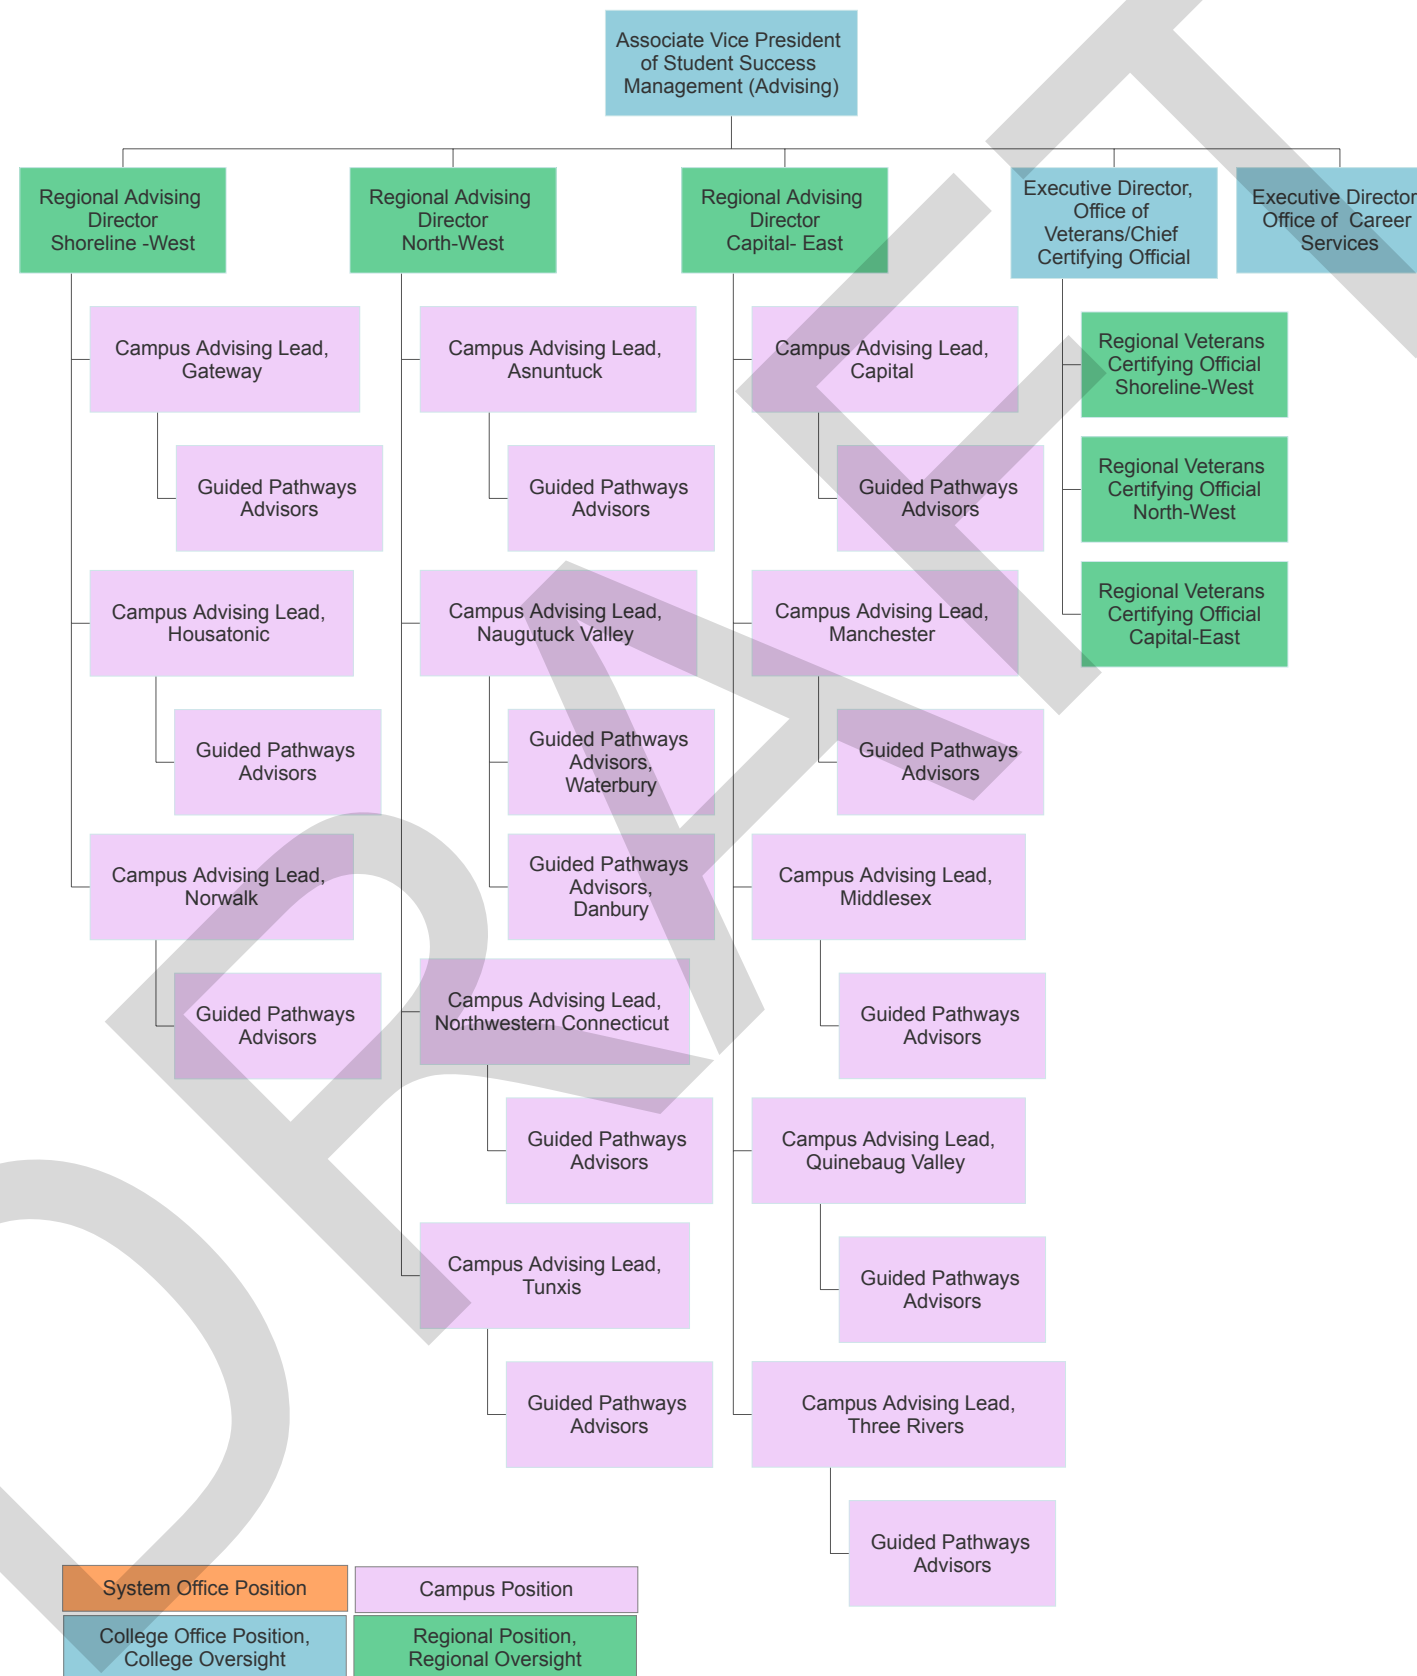 Associate Vice President
of Student Success
Management (Advising)
Regional Advising
Director
Shoreline -West
Regional Advising
Director
North-West
Regional Advising
Director
Capital- East
Executive Director,
Office of
Veterans/Chief
Certifying Official
Executive Director
Office of Career
Services
Campus Advising Lead,
Gateway
Guided Pathways
Advisors
Campus Advising Lead,
Housatonic
Guided Pathways
Advisors
Campus Advising Lead,
Norwalk
Guided Pathways
Advisors
Campus Advising Lead,
Asnuntuck
Guided Pathways
Advisors
Campus Advising Lead,
Naugutuck Valley
Guided Pathways
Advisors,
Waterbury
Guided Pathways
Advisors,
Danbury
Campus Advising Lead,
Northwestern Connecticut
Guided Pathways
Advisors
Campus Advising Lead,
Tunxis
Guided Pathways
Advisors
Campus Advising Lead,
Capital
Guided Pathways
Advisors
Campus Advising Lead,
Manchester
Guided Pathways
Advisors
Campus Advising Lead,
Middlesex
Guided Pathways
Advisors
Campus Advising Lead,
Quinebaug Valley
Guided Pathways
Advisors
Campus Advising Lead,
Three Rivers
Guided Pathways
Advisors
Regional Veterans
Certifying Official
Shoreline-West
Regional Veterans
Certifying Official
North-West
Regional Veterans
Certifying Official
Capital-East
System Office Position
Campus Position
College Office Position,
College Oversight
Regional Position,
Regional Oversight
DRAFT